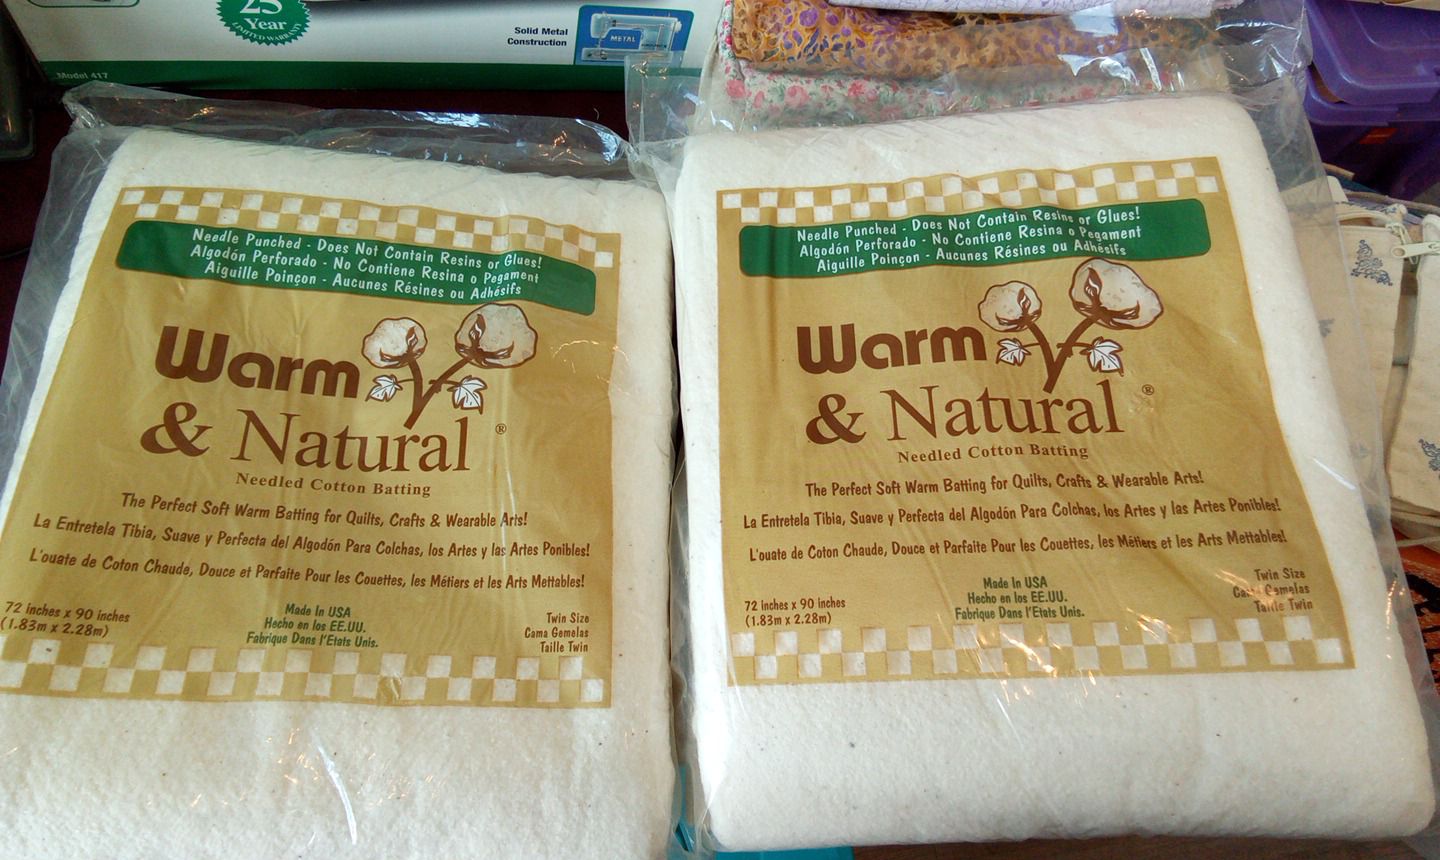 25
Year
LIMITED WARRANTY
Solid Metal
Construction
METAL
Model 417
Needle Punched - Does Not Contain Resins or Glues!
Algodón Perforado - No Contiene Resina o Pegament
Aiguille Poinçon - Aucunes Résines ou Adhésifs
Warm
& Natural ®
Needled Cotton Batting
The Perfect Soft Warm Batting for Quilts, Crafts & Wearable Arts!
La Entretela Tibia, Suave y Perfecta del Algodón Para Colchas, los Artes y las Artes Ponibles!
L'ouate de Coton Chaude, Douce et Parfaite Pour les Couettes, les Métiers et les Arts Mettables!
72 inches x 90 inches
(1.83m x 2.28m)
Made In USA
Hecho en los EE.UU.
Fabrique Dans l'Etats Unis.
Twin Size
Cama Gemelas
Taille Twin
Needle Punched - Does Not Contain Resins or Glues!
Algodón Perforado - No Contiene Resina o Pegament
Aiguille Poinçon - Aucunes Résines ou Adhésifs
Warm
& Natural ®
Needled Cotton Batting
The Perfect Soft Warm Batting for Quilts, Crafts & Wearable Arts!
La Entretela Tibia, Suave y Perfecta del Algodón Para Colchas, los Artes y las Artes Ponibles!
L'ouate de Coton Chaude, Douce et Parfaite Pour les Couettes, les Métiers et les Arts Mettables!
72 inches x 90 inches
(1.83m x 2.28m)
Made In USA
Hecho en los EE.UU.
Fabrique Dans l'Etats Unis.
Twin Size
Cama Gemelas
Taille Twin